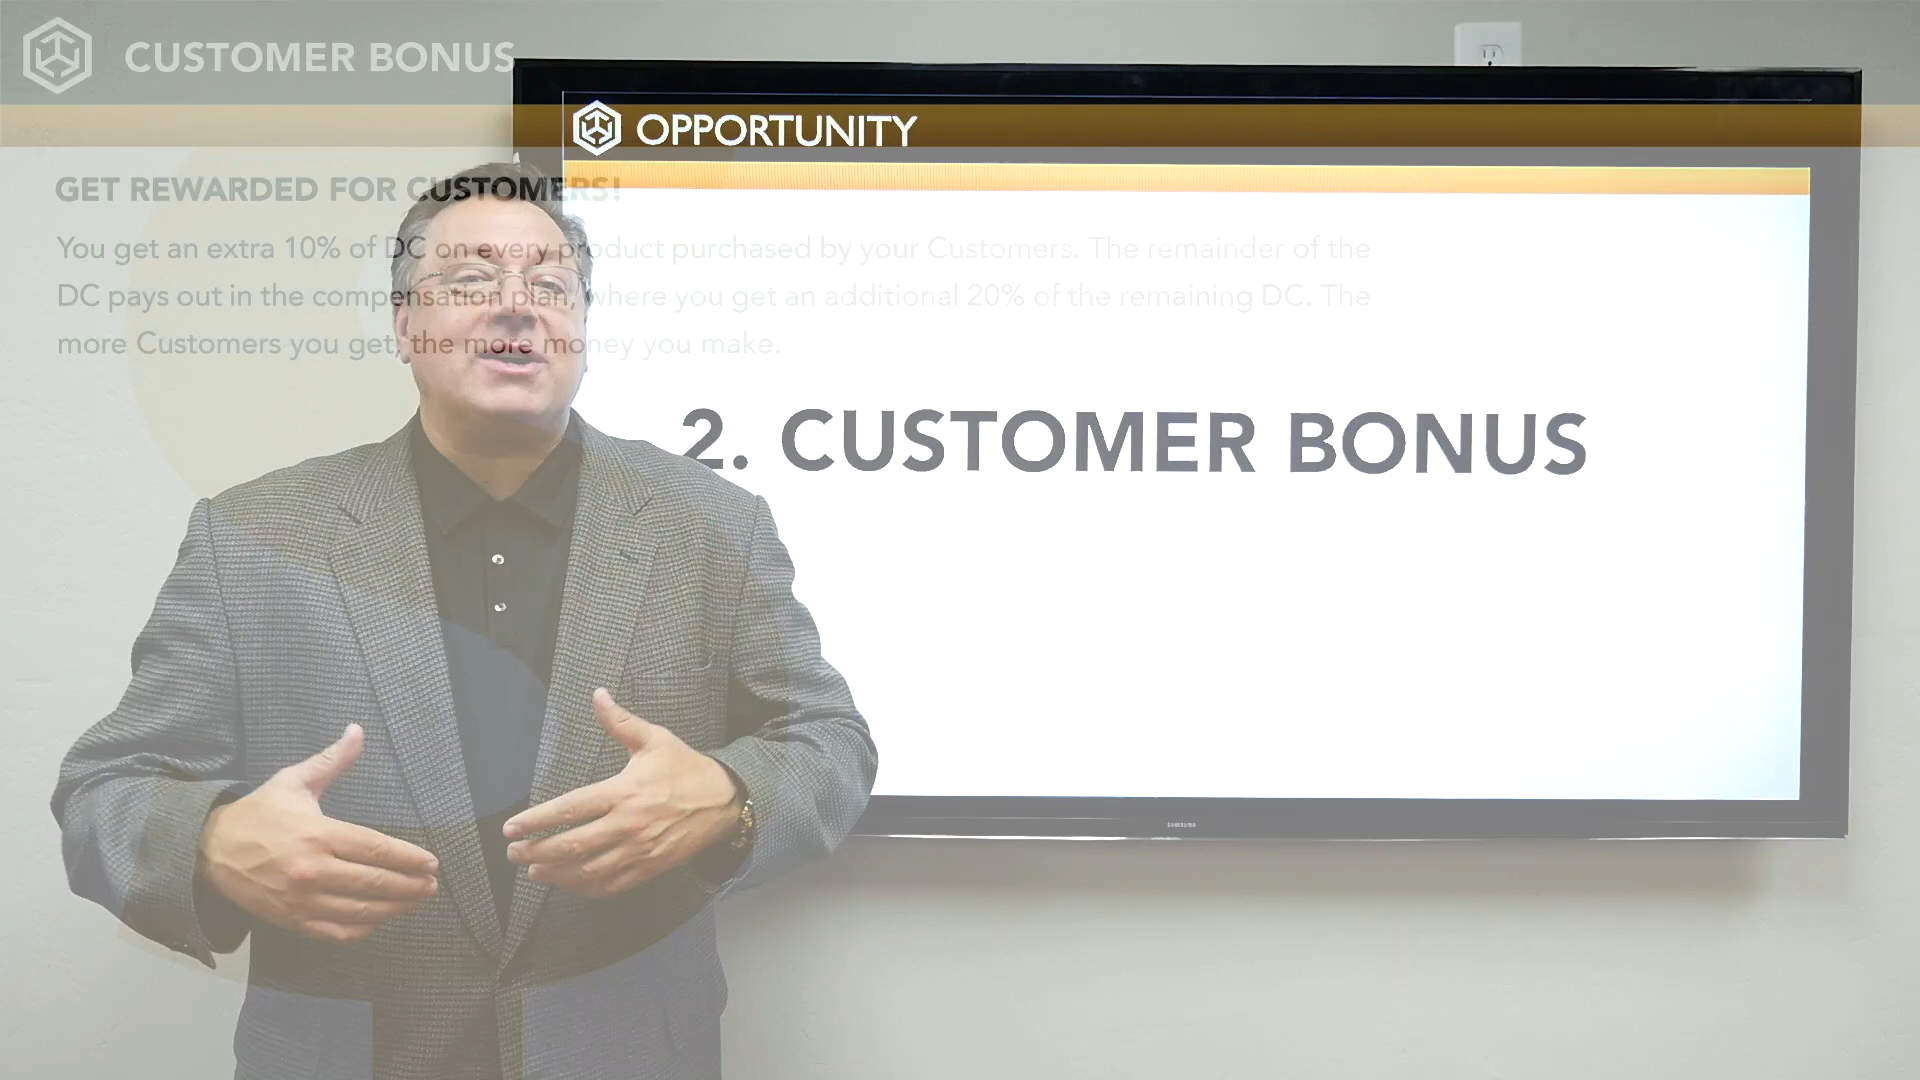 CUSTOMER BONUS
OPPORTUNITY
GET REWARDED FOR CUSTOMERS!
You get an extra 10% of DC on every product purchased by your Customers. The remainder of the
DC pays out in the compensation plan, where you get an additional 20% of the remaining DC. The
more Customers you get, the more money you make.
2. CUSTOMER BONUS
SAMSUNG